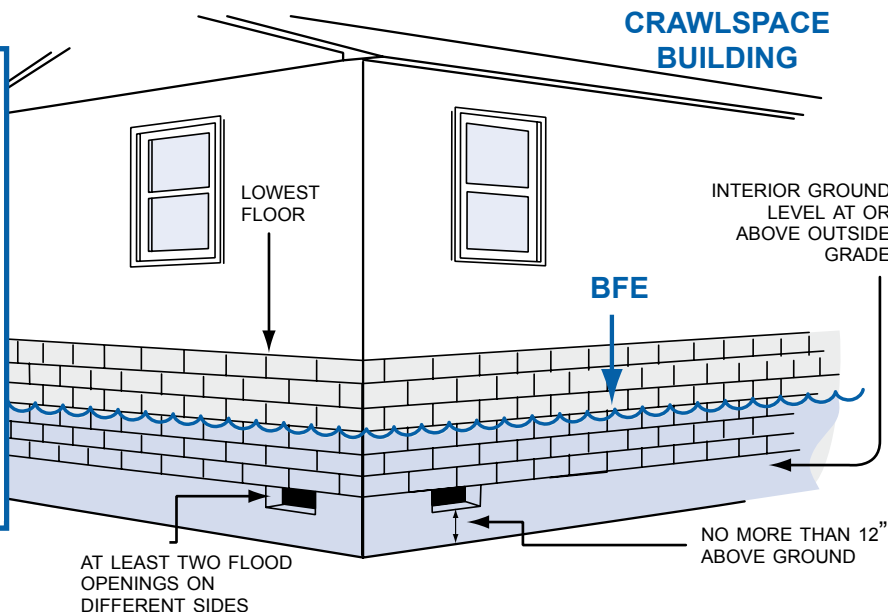 CRAWLSPACE
BUILDING
LOWEST
FLOOR
INTERIOR GROUND
LEVEL AT OR
ABOVE OUTSIDE
GRADE
BFE
AT LEAST TWO FLOOD
OPENINGS ON
DIFFERENT SIDES
NO MORE THAN 12”
ABOVE GROUND